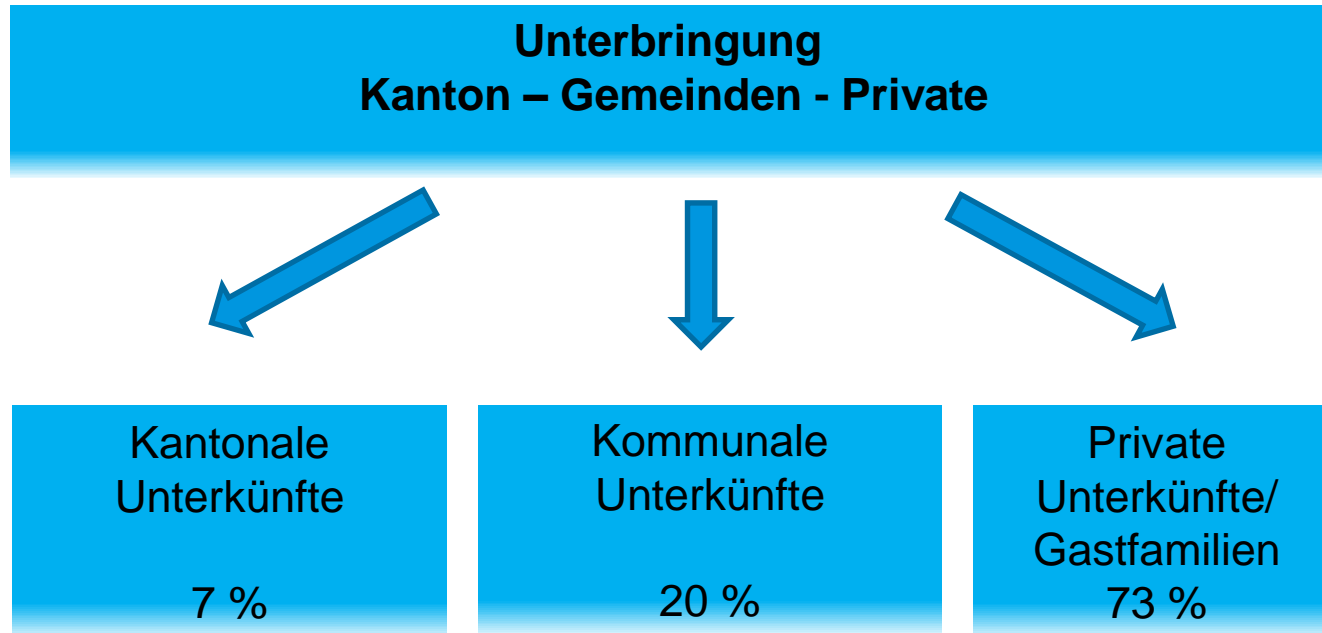 Unterbringung
Kanton – Gemeinden - Private
Kantonale
Unterkünfte
7 %
Kommunale
Unterkünfte
20 %
Private
Unterkünfte/
Gastfamilien
73 %